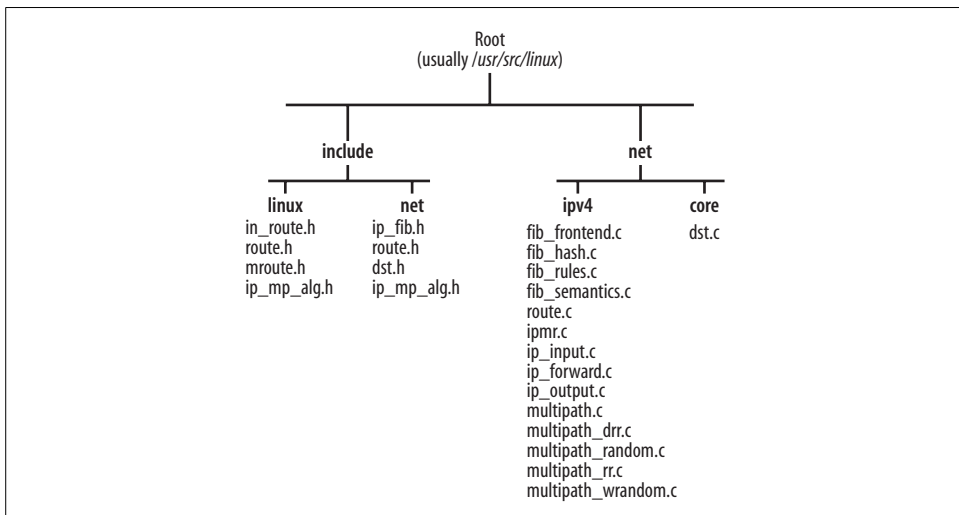 Root
(usually /usr/src/linux)
include
net
linux
net
ipv4
core
in_route.h
route.h
mroute.h
ip_mp_alg.h
ip_fib.h
route.h
dst.h
ip_mp_alg.h
fib_frontend.c
fib_hash.c
fib_rules.c
fib_semantics.c
route.c
ipmr.c
ip_input.c
ip_forward.c
ip_output.c
multipath.c
multipath_drr.c
multipath_random.c
multipath_rr.c
multipath_wrandom.c
dst.c